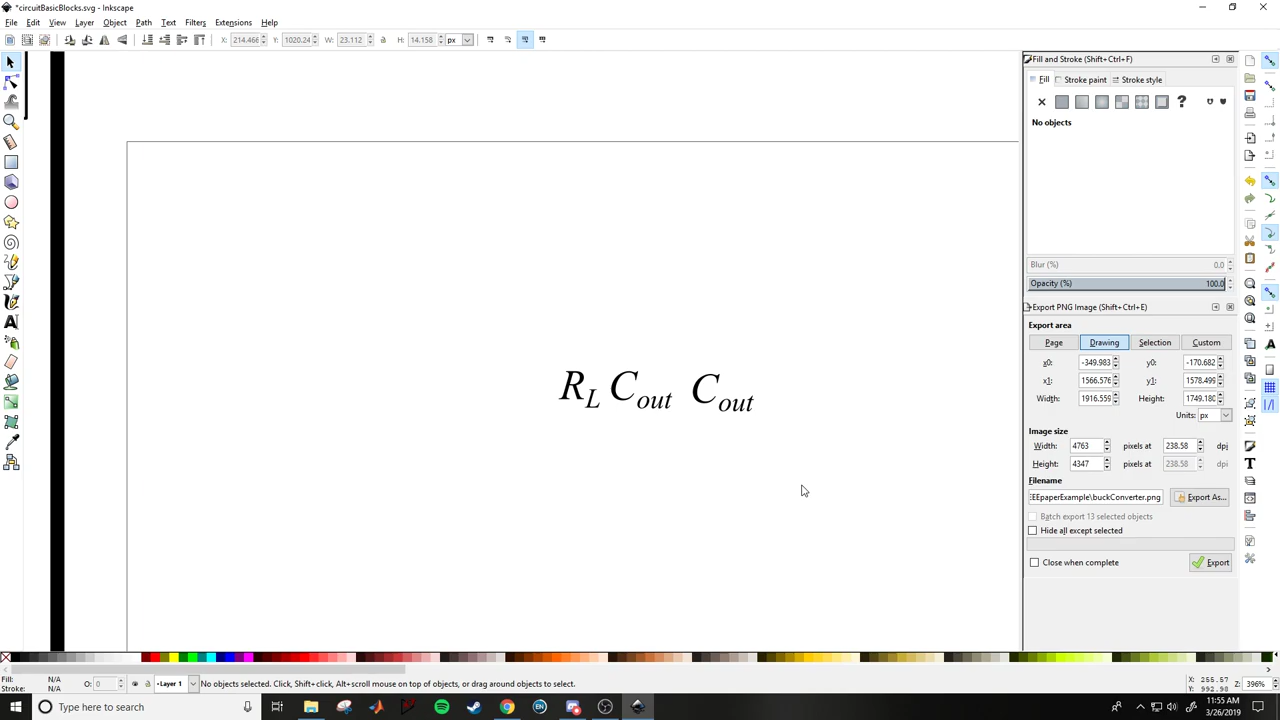 *circuitBasicBlocks.svg - Inkscape
File Edit View Layer Object Path Text Filters Extensions Help
X: 214.466 Y: 1020.24 W: 23.112 H: 14.158 px
Fill and Stroke (Shift+Ctrl+F)
Fill Stroke paint Stroke style
?
No objects
Blur (%) 0.0
Opacity (%) 100.0
Export PNG Image (Shift+Ctrl+E)
Export area
Page Drawing Selection Custom
x0: -349.983 y0: -170.682
x1: 1566.576 y1: 1578.499
Width: 1916.559 Height: 1749.180
Units: px
Image size
Width: 4763 pixels at 238.58 dpi
Height: 4347 pixels at 238.58 dpi
Filename
EEpaperExample\buckConverter.png Export As...
Batch export 13 selected objects
Hide all except selected
Close when complete Export
R_L C_out C_out
Fill: N/A
Stroke: N/A
O: 0
Layer 1
No objects selected. Click, Shift+click, Alt+scroll mouse on top of objects, or drag around objects to select.
X: 255.57
Y: 992.90
Z: 396%
Type here to search
EN
11:55 AM
3/26/2019